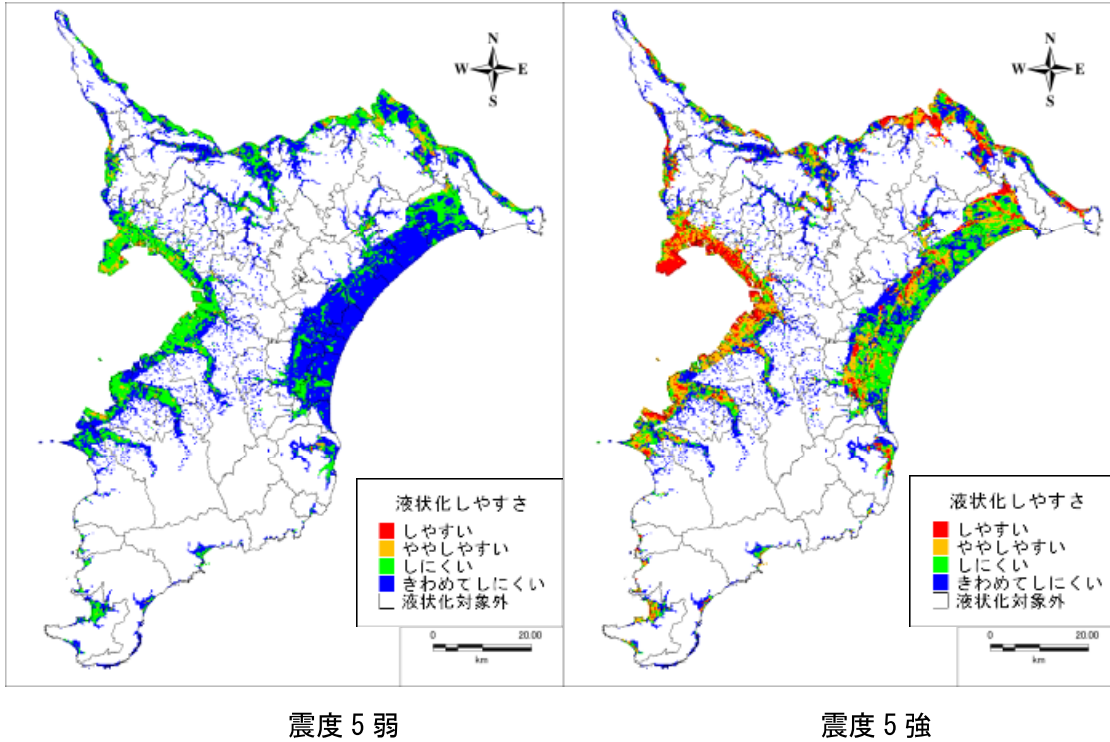 N
W E
S
液状化しやすさ
しやすい
ややしやすい
しにくい
きわめてしにくい
液状化対象外
0 20.00
km
震度5弱
N
W E
S
液状化しやすさ
しやすい
ややしやすい
しにくい
きわめてしにくい
液状化対象外
0 20.00
km
震度5強